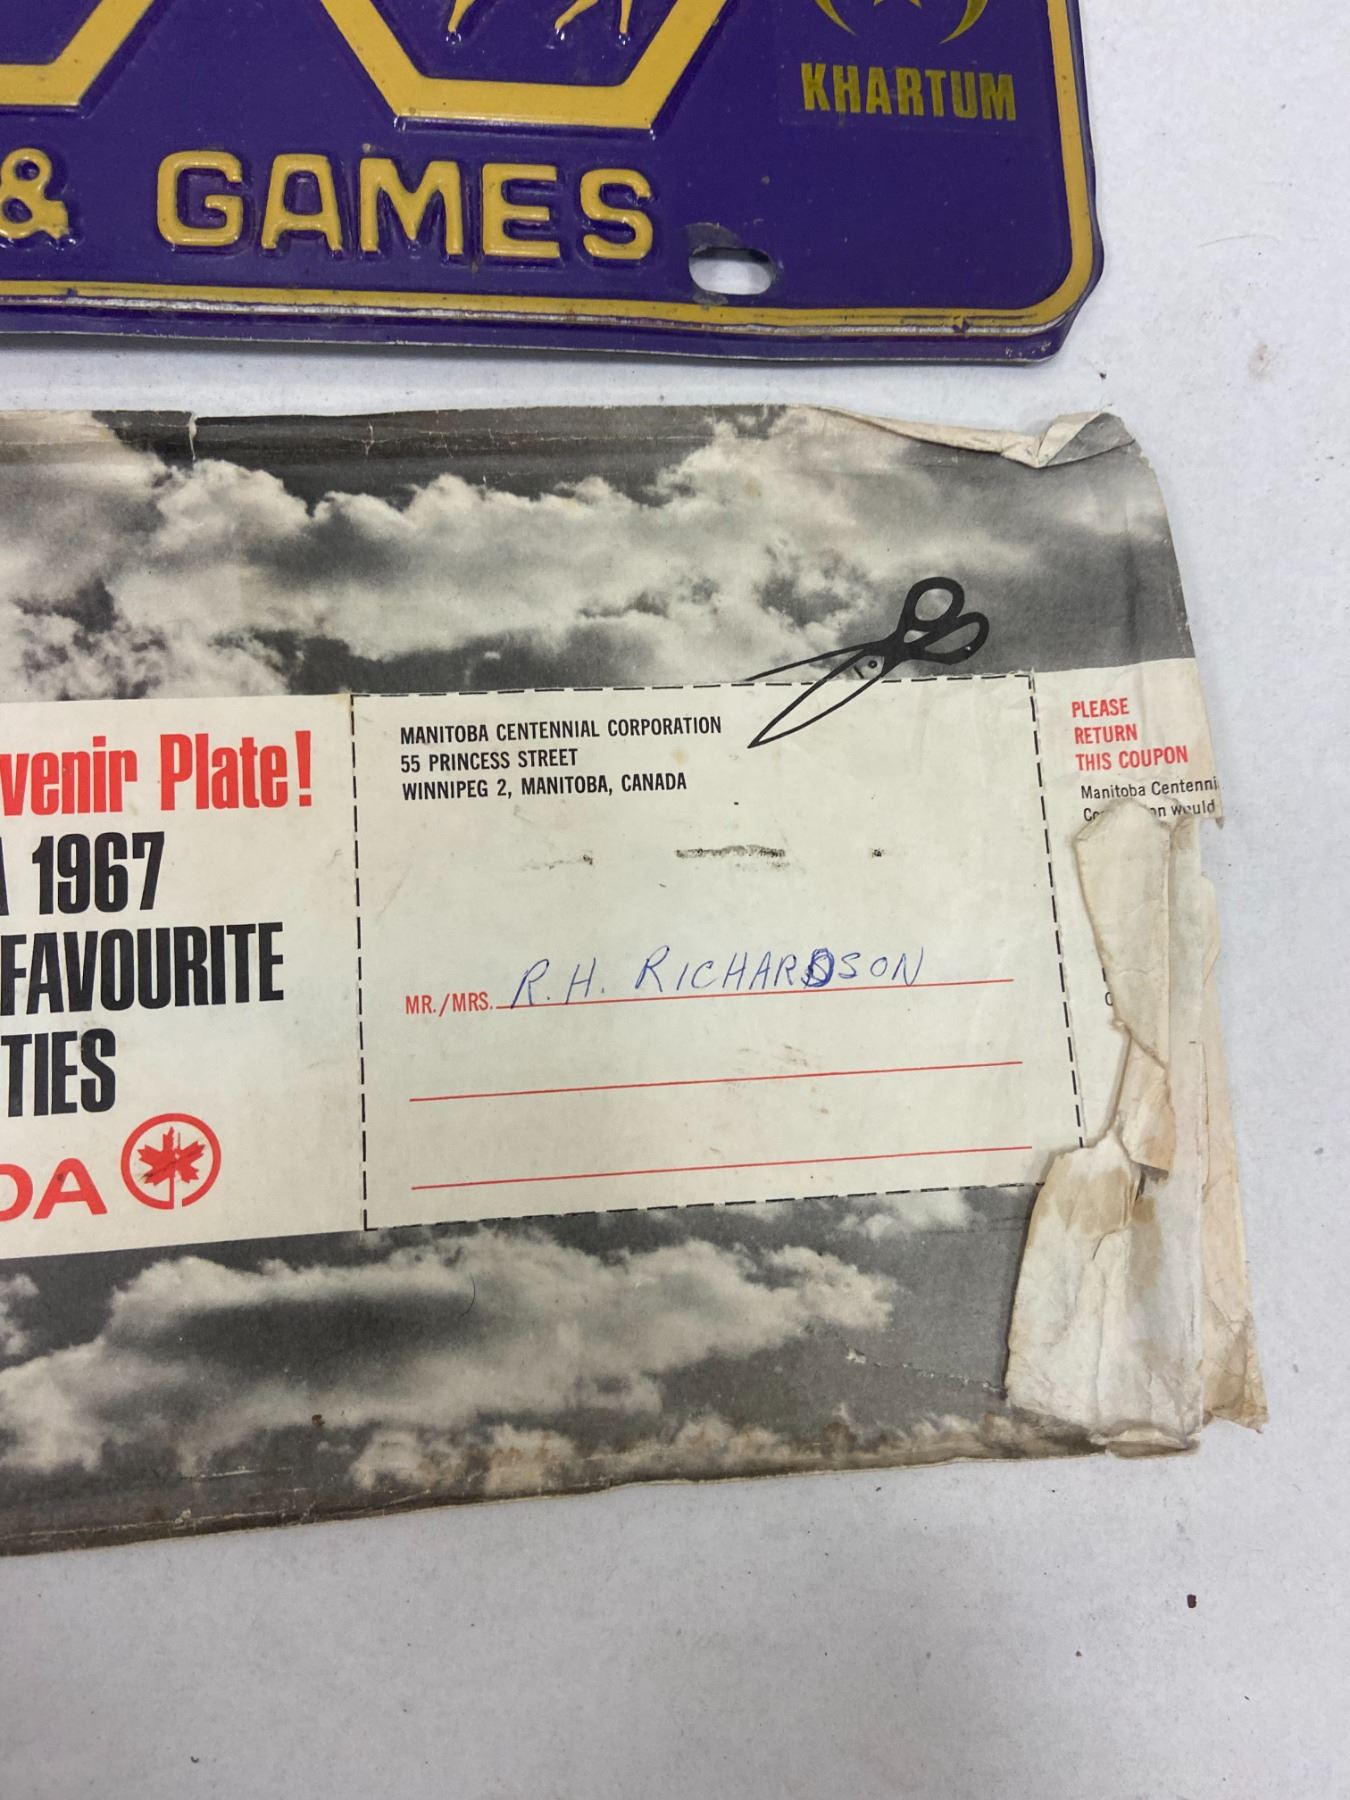 KHARTUM
& GAMES
venir Plate!
1967
FAVOURITE
TIES
DA
MANITOBA CENTENNIAL CORPORATION
55 PRINCESS STREET
WINNIPEG 2, MANITOBA, CANADA
MR./MRS. R. H. RICHARDSON
PLEASE
RETURN
THIS COUPON
Manitoba Centenni
would